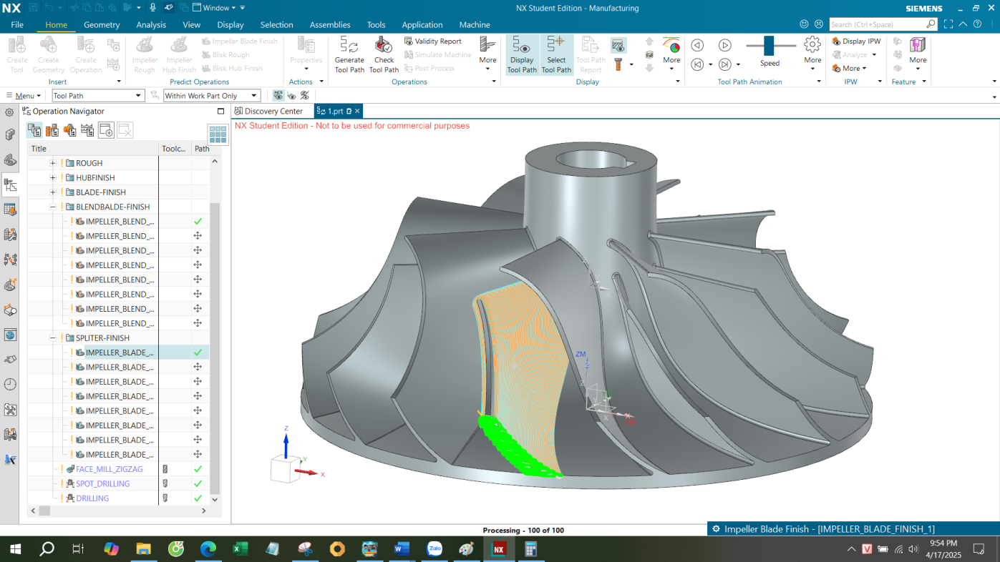 NX
Window
NX Student Edition - Manufacturing
SIEMENS
File Home Geometry Analysis View Display Selection Assemblies Tools Application Machine
Search (Ctrl+Space)
Create Tool
Create Geometry
Create Operation
Insert
Impeller Rough
Impeller Hub Finish
Impeller Blade Finish
Blisk Rough
Blisk Hub Finish
Predict Operations
Properties
Actions
Generate Tool Path
Check Tool Path
Validity Report
Simulate Machine
Post Process
More
Operations
Display Tool Path
Select Tool Path
Tool Path Report
More
Display
Speed
More
Tool Path Animation
Display IPW
Analyze
More
IPW
More
Feature
Menu
Tool Path
Within Work Part Only
Operation Navigator
Discovery Center
1.prt
NX Student Edition - Not to be used for commercial purposes
Title Toolc... Path
ROUGH
HUBFINISH
BLADE-FINISH
BLENDBALDE-FINISH
IMPELLER_BLEND_...
IMPELLER_BLEND_...
IMPELLER_BLEND_...
IMPELLER_BLEND_...
IMPELLER_BLEND_...
IMPELLER_BLEND_...
IMPELLER_BLEND_...
IMPELLER_BLEND_...
SPLITER-FINISH
IMPELLER_BLADE_...
IMPELLER_BLADE_...
IMPELLER_BLADE_...
IMPELLER_BLADE_...
IMPELLER_BLADE_...
IMPELLER_BLADE_...
IMPELLER_BLADE_...
IMPELLER_BLADE_...
FACE_MILL_ZIGZAG
SPOT_DRILLING
DRILLING
ZM
Z
Z
X
Z
Y
X
Processing - 100 of 100
Impeller Blade Finish - [IMPELLER_BLADE_FINISH_1]
Zalo
NX
V
9:54 PM
4/17/2025